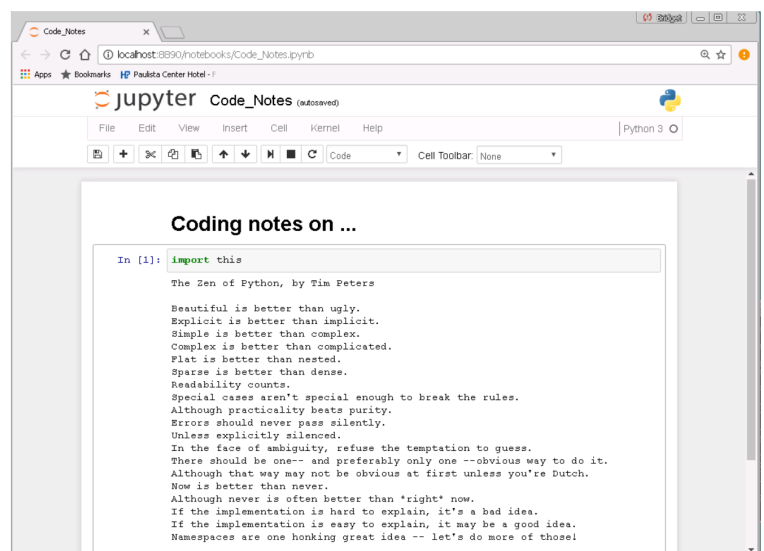 Bridget
Code_Notes
localhost:8890/notebooks/Code_Notes.ipynb
Apps Bookmarks Paulista Center Hotel - F
jupyter Code_Notes (autosaved)
File Edit View Insert Cell Kernel Help Python 3
Code Cell Toolbar: None
Coding notes on ...
In [1]: import this
The Zen of Python, by Tim Peters
Beautiful is better than ugly.
Explicit is better than implicit.
Simple is better than complex.
Complex is better than complicated.
Flat is better than nested.
Sparse is better than dense.
Readability counts.
Special cases aren't special enough to break the rules.
Although practicality beats purity.
Errors should never pass silently.
Unless explicitly silenced.
In the face of ambiguity, refuse the temptation to guess.
There should be one-- and preferably only one --obvious way to do it.
Although that way may not be obvious at first unless you're Dutch.
Now is better than never.
Although never is often better than *right* now.
If the implementation is hard to explain, it's a bad idea.
If the implementation is easy to explain, it may be a good idea.
Namespaces are one honking great idea -- let's do more of those!